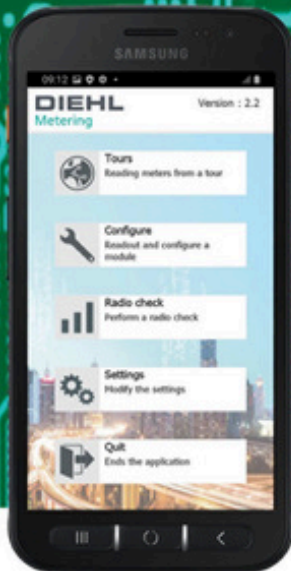 SAMSUNG
09:12
DIEHL
Metering
Version : 2.2
Tours
Reading meters from a tour
Configure
Readout and configure a
module
Radio check
Perform a radio check
Settings
Modify the settings
Quit
Ends the application